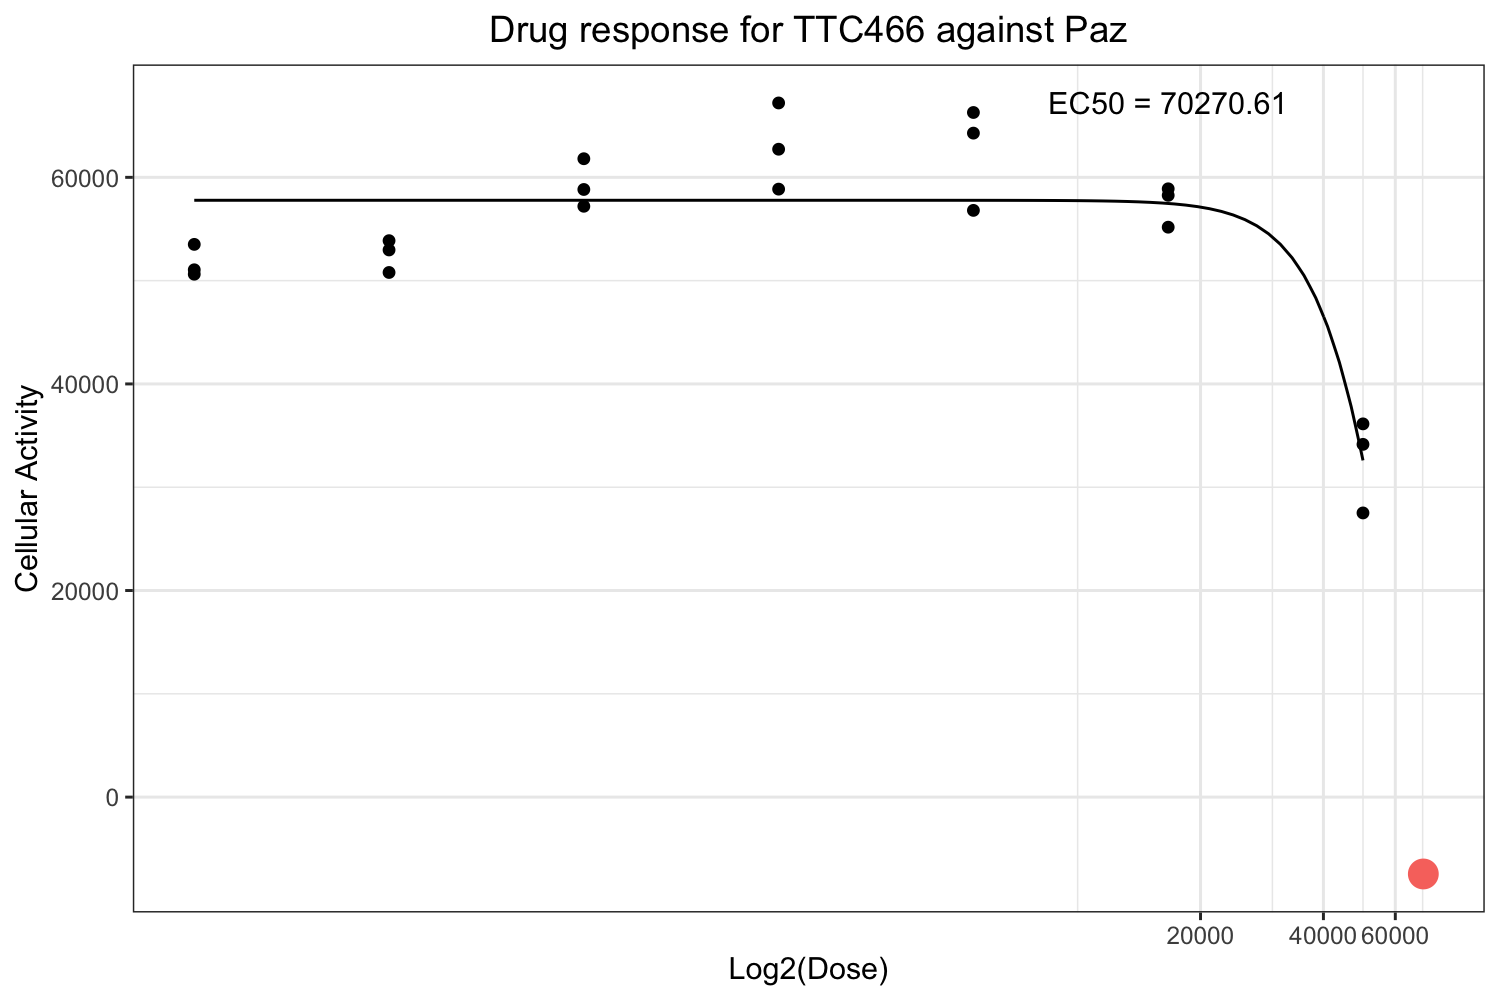 Drug response for TTC466 against Paz
EC50 = 70270.61
Cellular Activity
60000
40000
20000
0
20000 40000 60000
Log2(Dose)